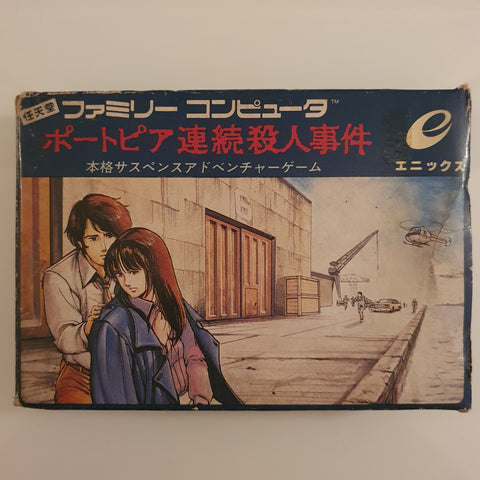 任天堂 ファミリー コンピュータ™
ポートピア連続殺人事件
本格サスペンスアドベンチャーゲーム
e
エニックス